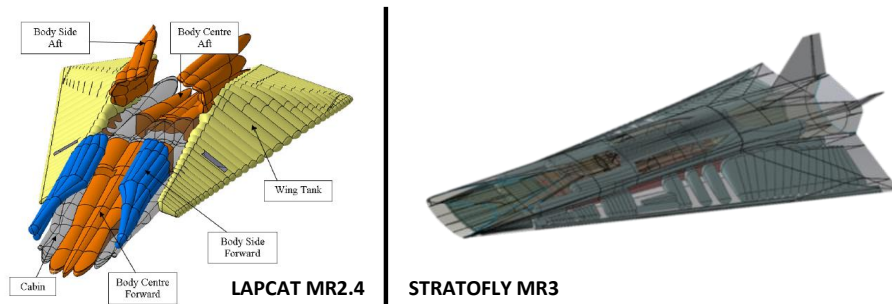 Body Side
Aft
Body Centre
Aft
Wing Tank
Body Side
Forward
Cabin
Body Centre
Forward
LAPCAT MR2.4
STRATOFLY MR3